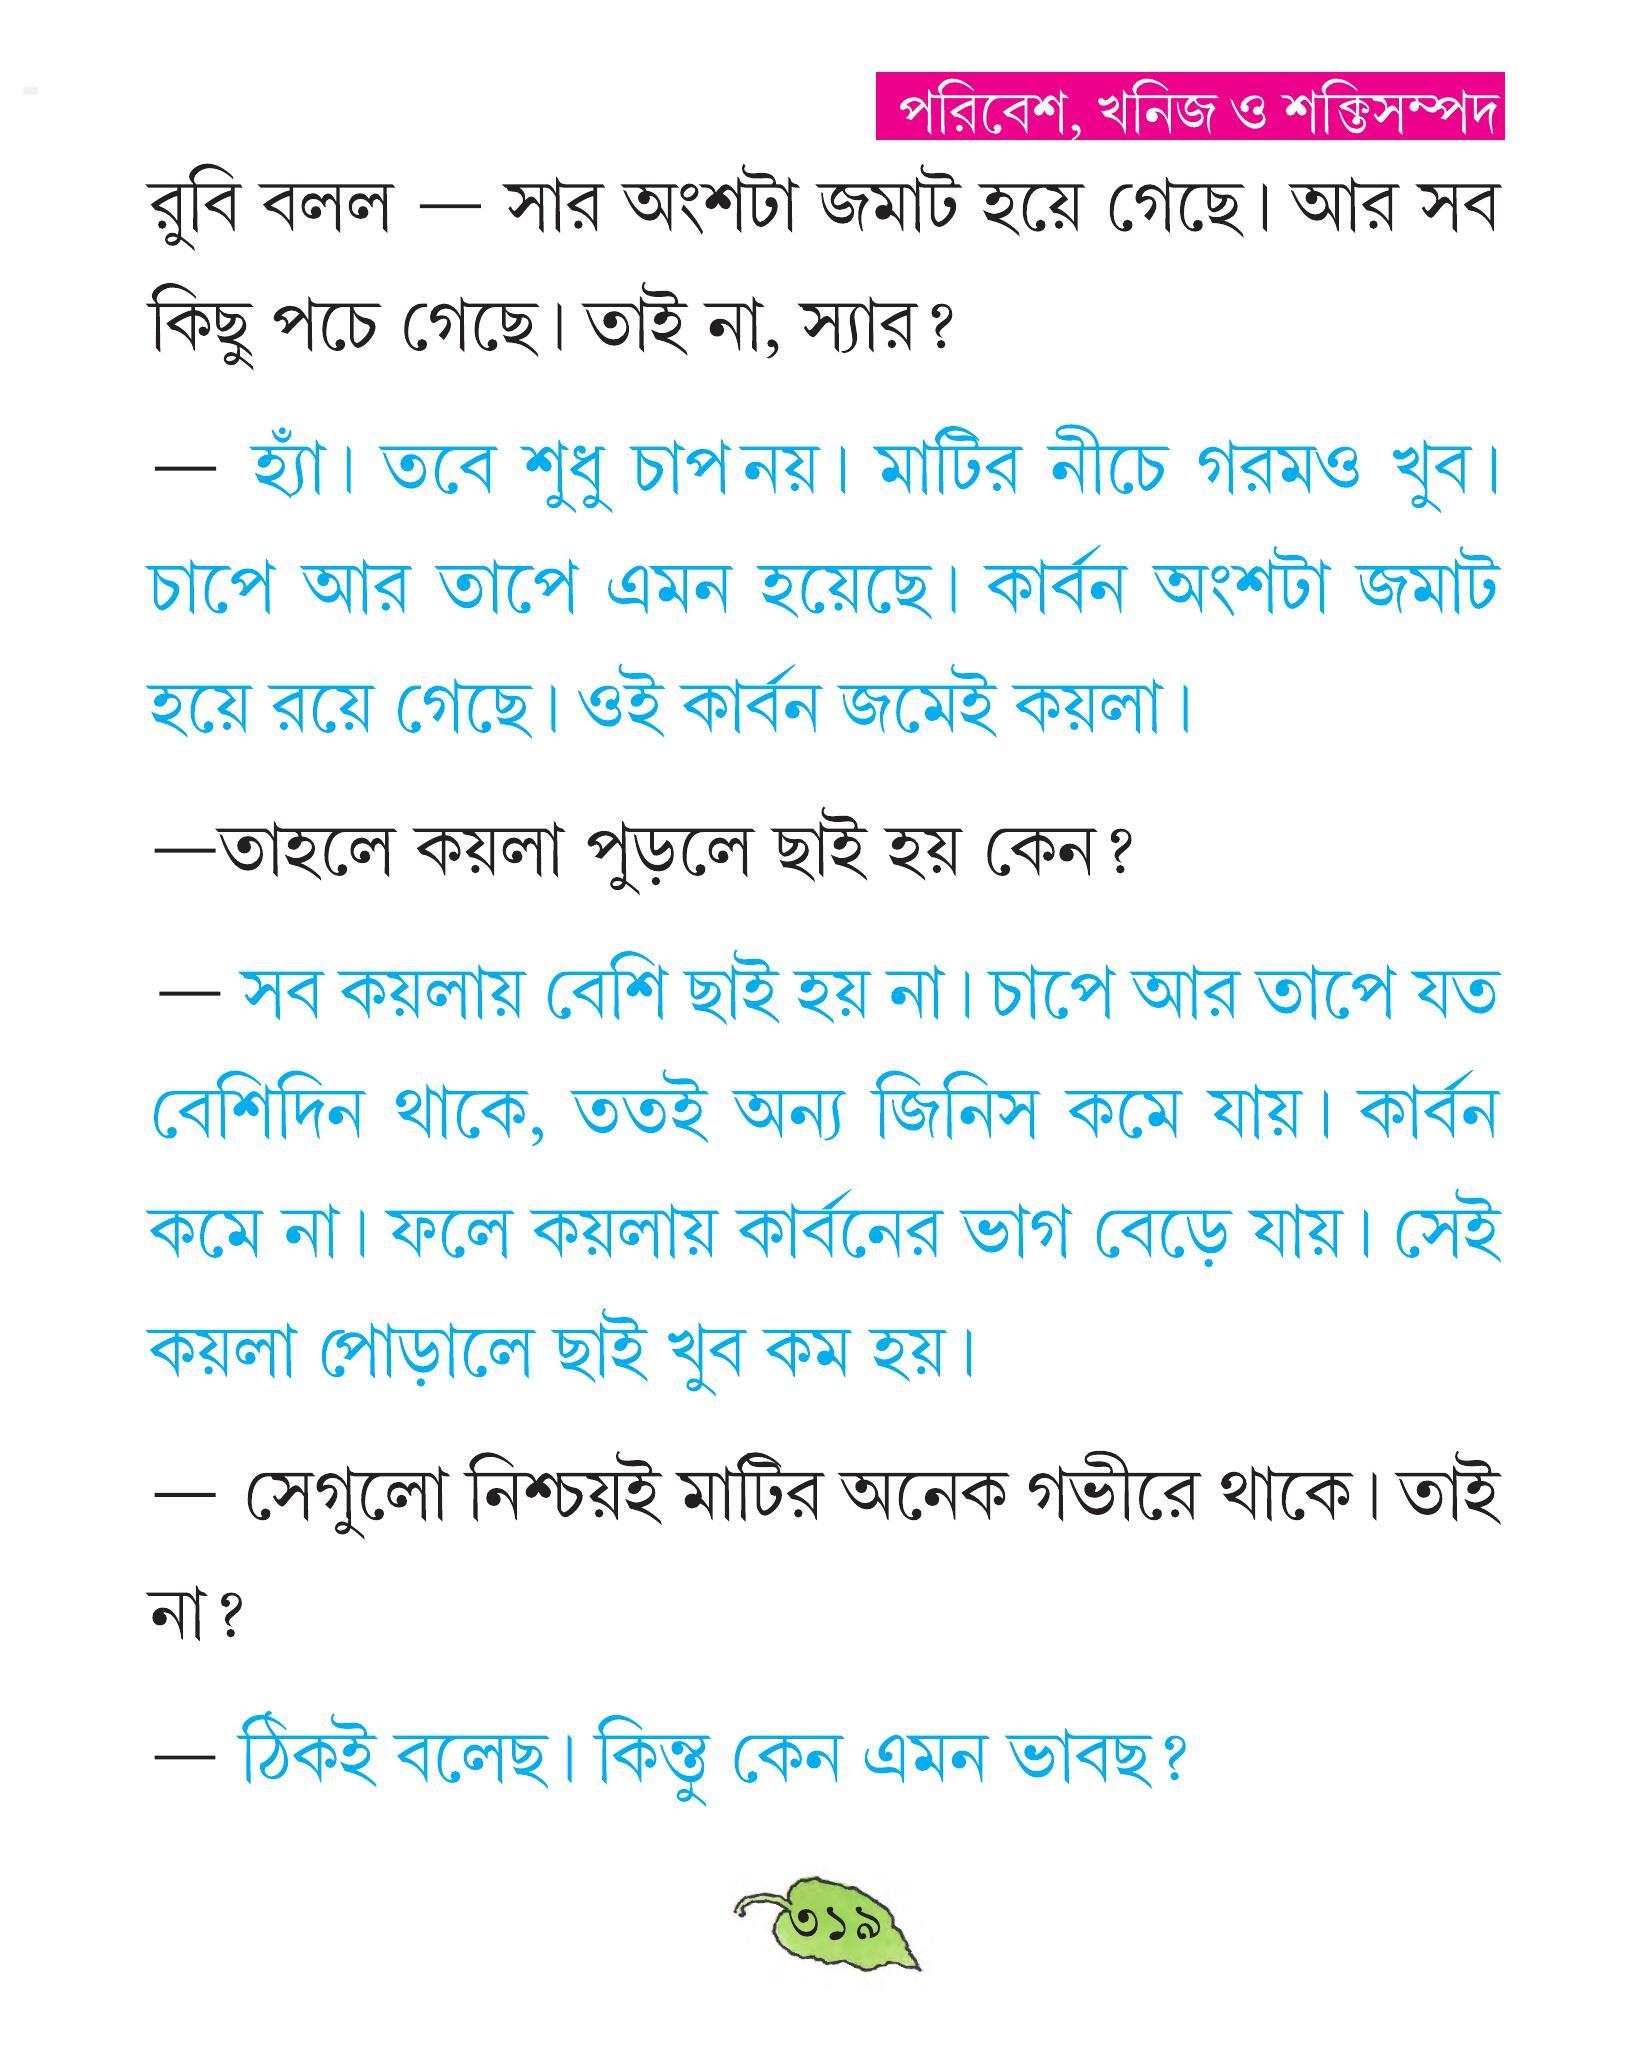 পরিবেশ, খনিজ ও শক্তিসম্পদ
রুবি বলল — সার অংশটা জমাট হয়ে গেছে। আর সব
কিছু পচে গেছে। তাই না, স্যার?
— হ্যাঁ। তবে শুধু চাপ নয়। মাটির নীচে গরমও খুব।
চাপে আর তাপে এমন হয়েছে। কার্বন অংশটা জমাট
হয়ে রয়ে গেছে। ওই কার্বন জমেই কয়লা।
—তাহলে কয়লা পুড়লে ছাই হয় কেন?
— সব কয়লায় বেশি ছাই হয় না। চাপে আর তাপে যত
বেশিদিন থাকে, ততই অন্য জিনিস কমে যায়। কার্বন
কমে না। ফলে কয়লায় কার্বনের ভাগ বেড়ে যায়। সেই
কয়লা পোড়ালে ছাই খুব কম হয়।
— সেগুলো নিশ্চয়ই মাটির অনেক গভীরে থাকে। তাই
না?
— ঠিকই বলেছ। কিন্তু কেন এমন ভাবছ?
৩১৯